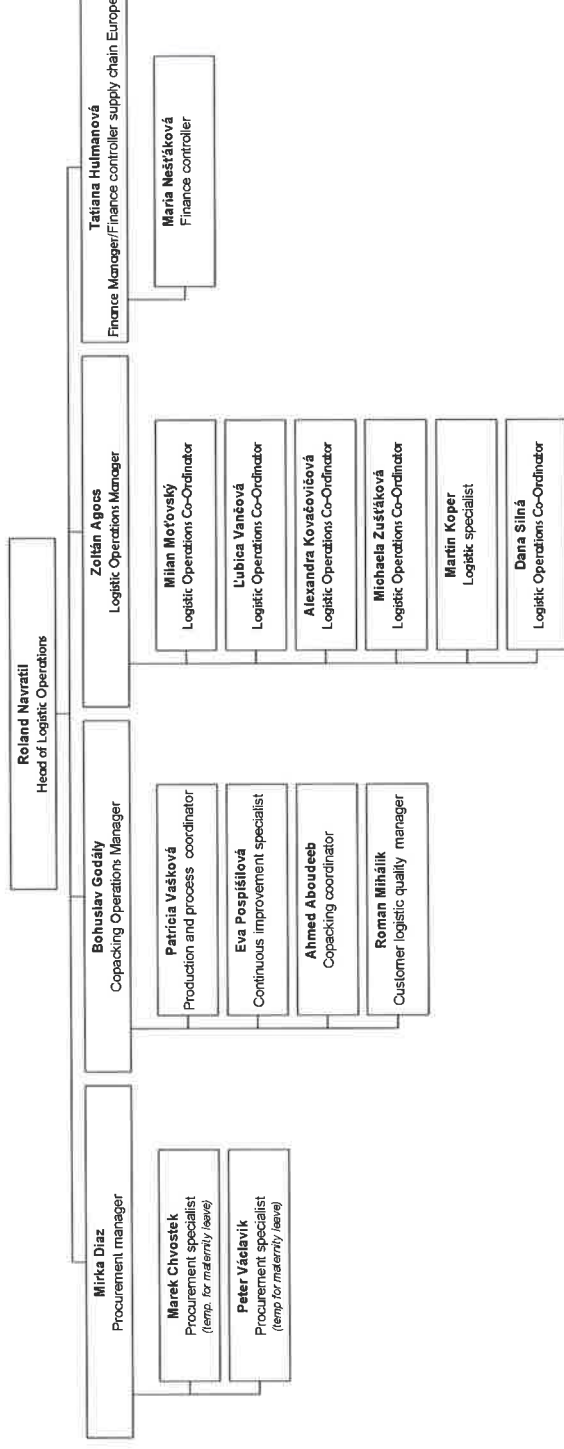 Roland Navratil
Head of Logistic Operations
Mirka Diaz
Procurement manager
Marek Chvostek
Procurement specialist
(temp. for maternity leave)
Peter Václavik
Procurement specialist
(temp for maternity leave)
Bohuslav Godály
Copacking Operations Manager
Patrícia Vašková
Production and process coordinator
Eva Pospíšilová
Continuous improvement specialist
Ahmed Aboudeeb
Copacking coordinator
Roman Mihálik
Customer logistic quality manager
Zoltán Agocs
Logistic Operations Manager
Milan Moťovský
Logistic Operations Co-Ordinator
Ľubica Vančová
Logistic Operations Co-Ordinator
Alexandra Kovačovičová
Logistic Operations Co-Ordinator
Michaela Zušťáková
Logistic Operations Co-Ordinator
Martin Koper
Logistic specialist
Dana Silná
Logistic Operations Co-Ordinator
Tatiana Hulmanová
Finance Manager/Finance controller supply chain Europe
Maria Nešťáková
Finance controller